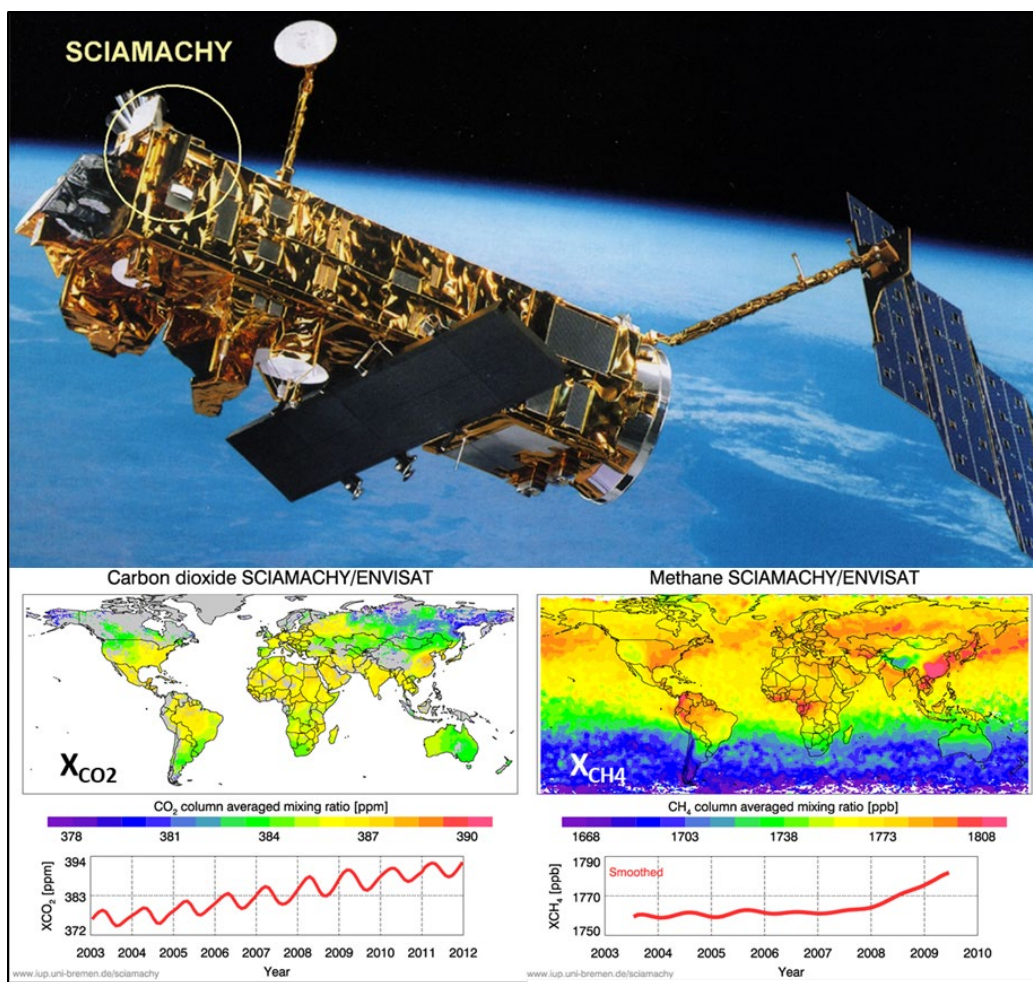 SCIAMACHY
Carbon dioxide SCIAMACHY/ENVISAT
XCO2
CO₂ column averaged mixing ratio [ppm]
378 381 384 387 390
XCO₂ [ppm]
394
383
372
2003 2004 2005 2006 2007 2008 2009 2010 2011 2012
Year
www.iup.uni-bremen.de/sciamachy
Methane SCIAMACHY/ENVISAT
XCH4
CH₄ column averaged mixing ratio [ppb]
1668 1703 1738 1773 1808
XCH₄ [ppb]
1790
1770
1750
Smoothed
2003 2004 2005 2006 2007 2008 2009 2010
Year
www.iup.uni-bremen.de/sciamachy